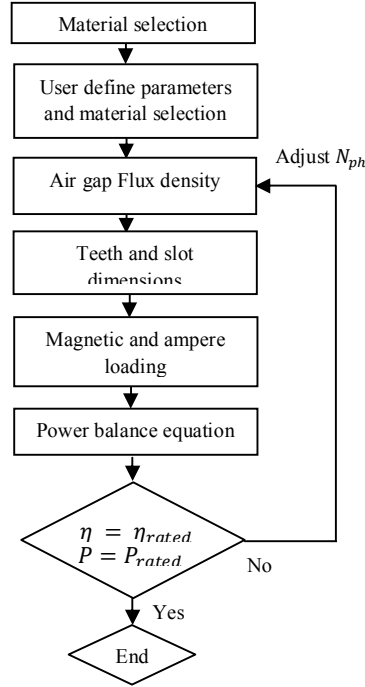 Material selection
User define parameters
and material selection
Adjust N_ph
Air gap Flux density
Teeth and slot
dimensions
Magnetic and ampere
loading
Power balance equation
η = η_rated
P = P_rated
No
Yes
End